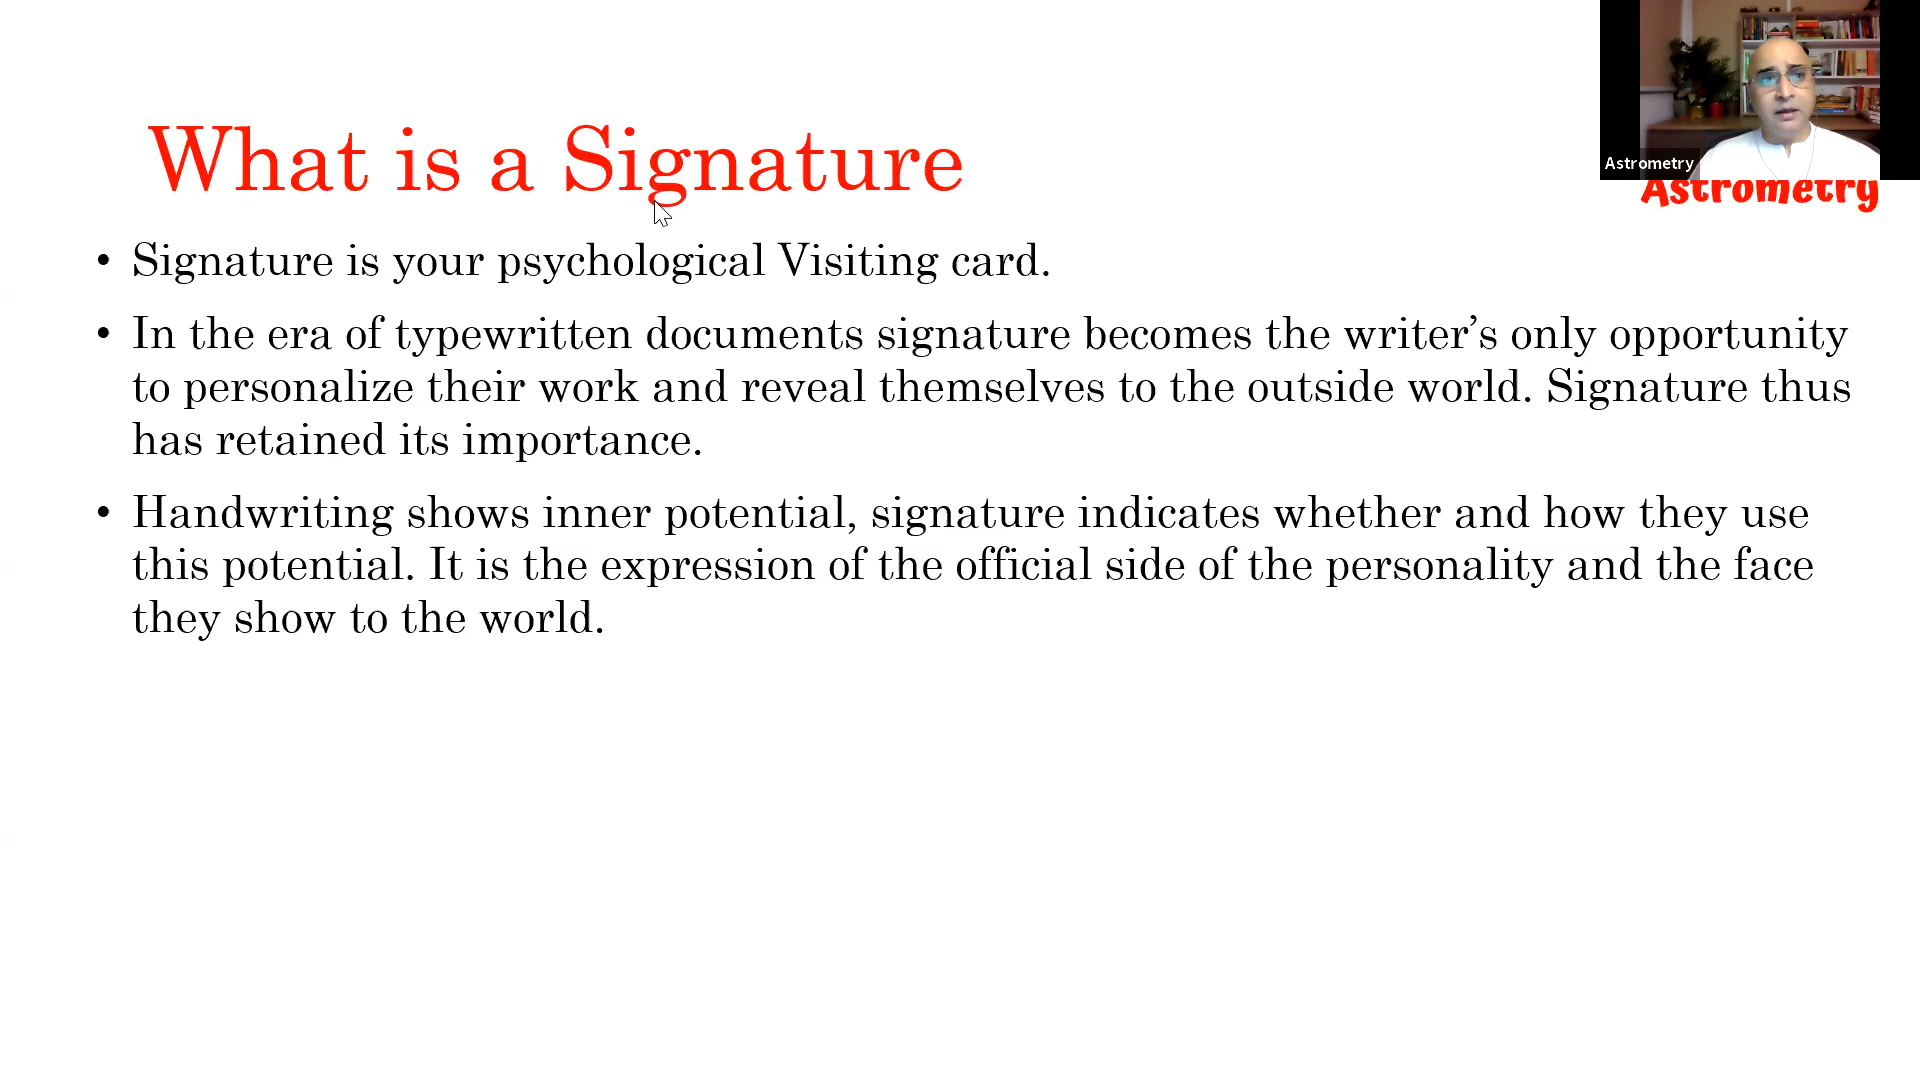 What is a Signature
Astrometry
Astrometry
• Signature is your psychological Visiting card.
• In the era of typewritten documents signature becomes the writer’s only opportunity
to personalize their work and reveal themselves to the outside world. Signature thus
has retained its importance.
• Handwriting shows inner potential, signature indicates whether and how they use
this potential. It is the expression of the official side of the personality and the face
they show to the world.